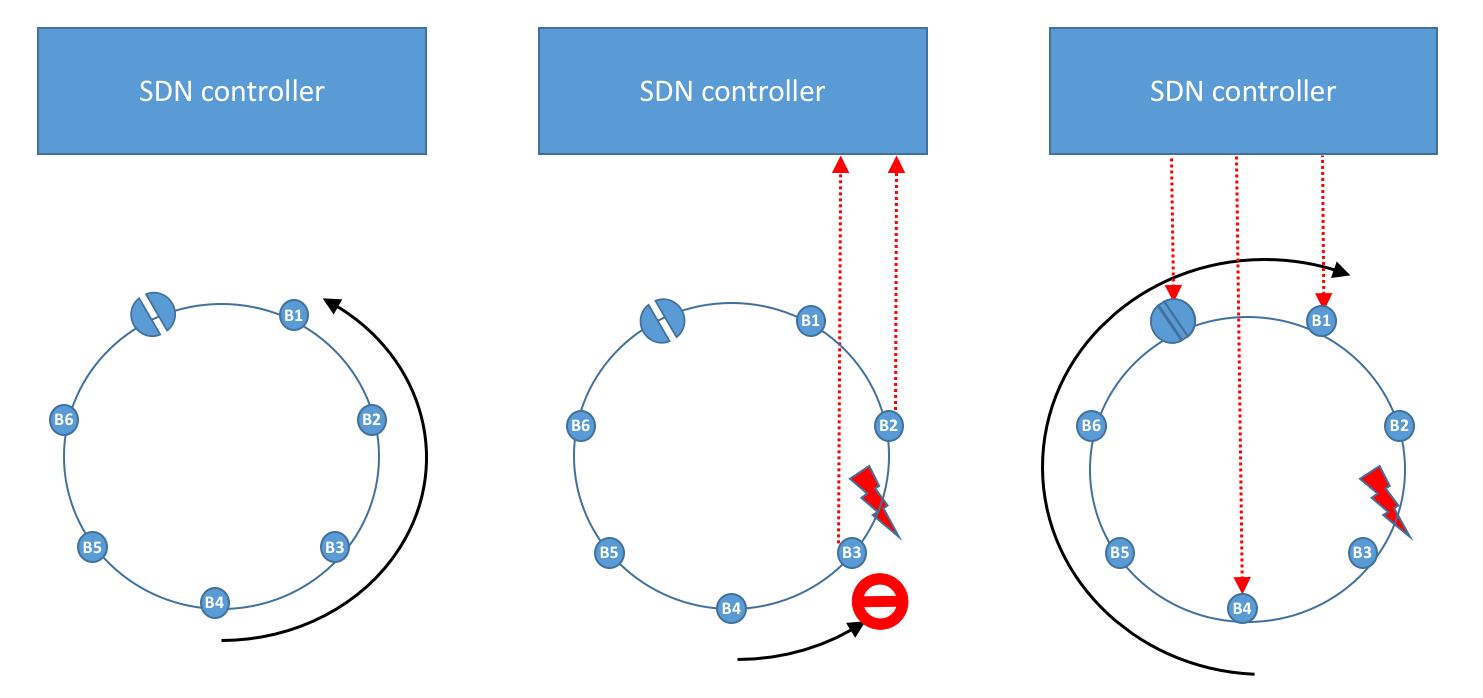 SDN controller
B1
B2
B3
B4
B5
B6
SDN controller
B1
B2
B3
B4
B5
B6
SDN controller
B1
B2
B3
B4
B5
B6